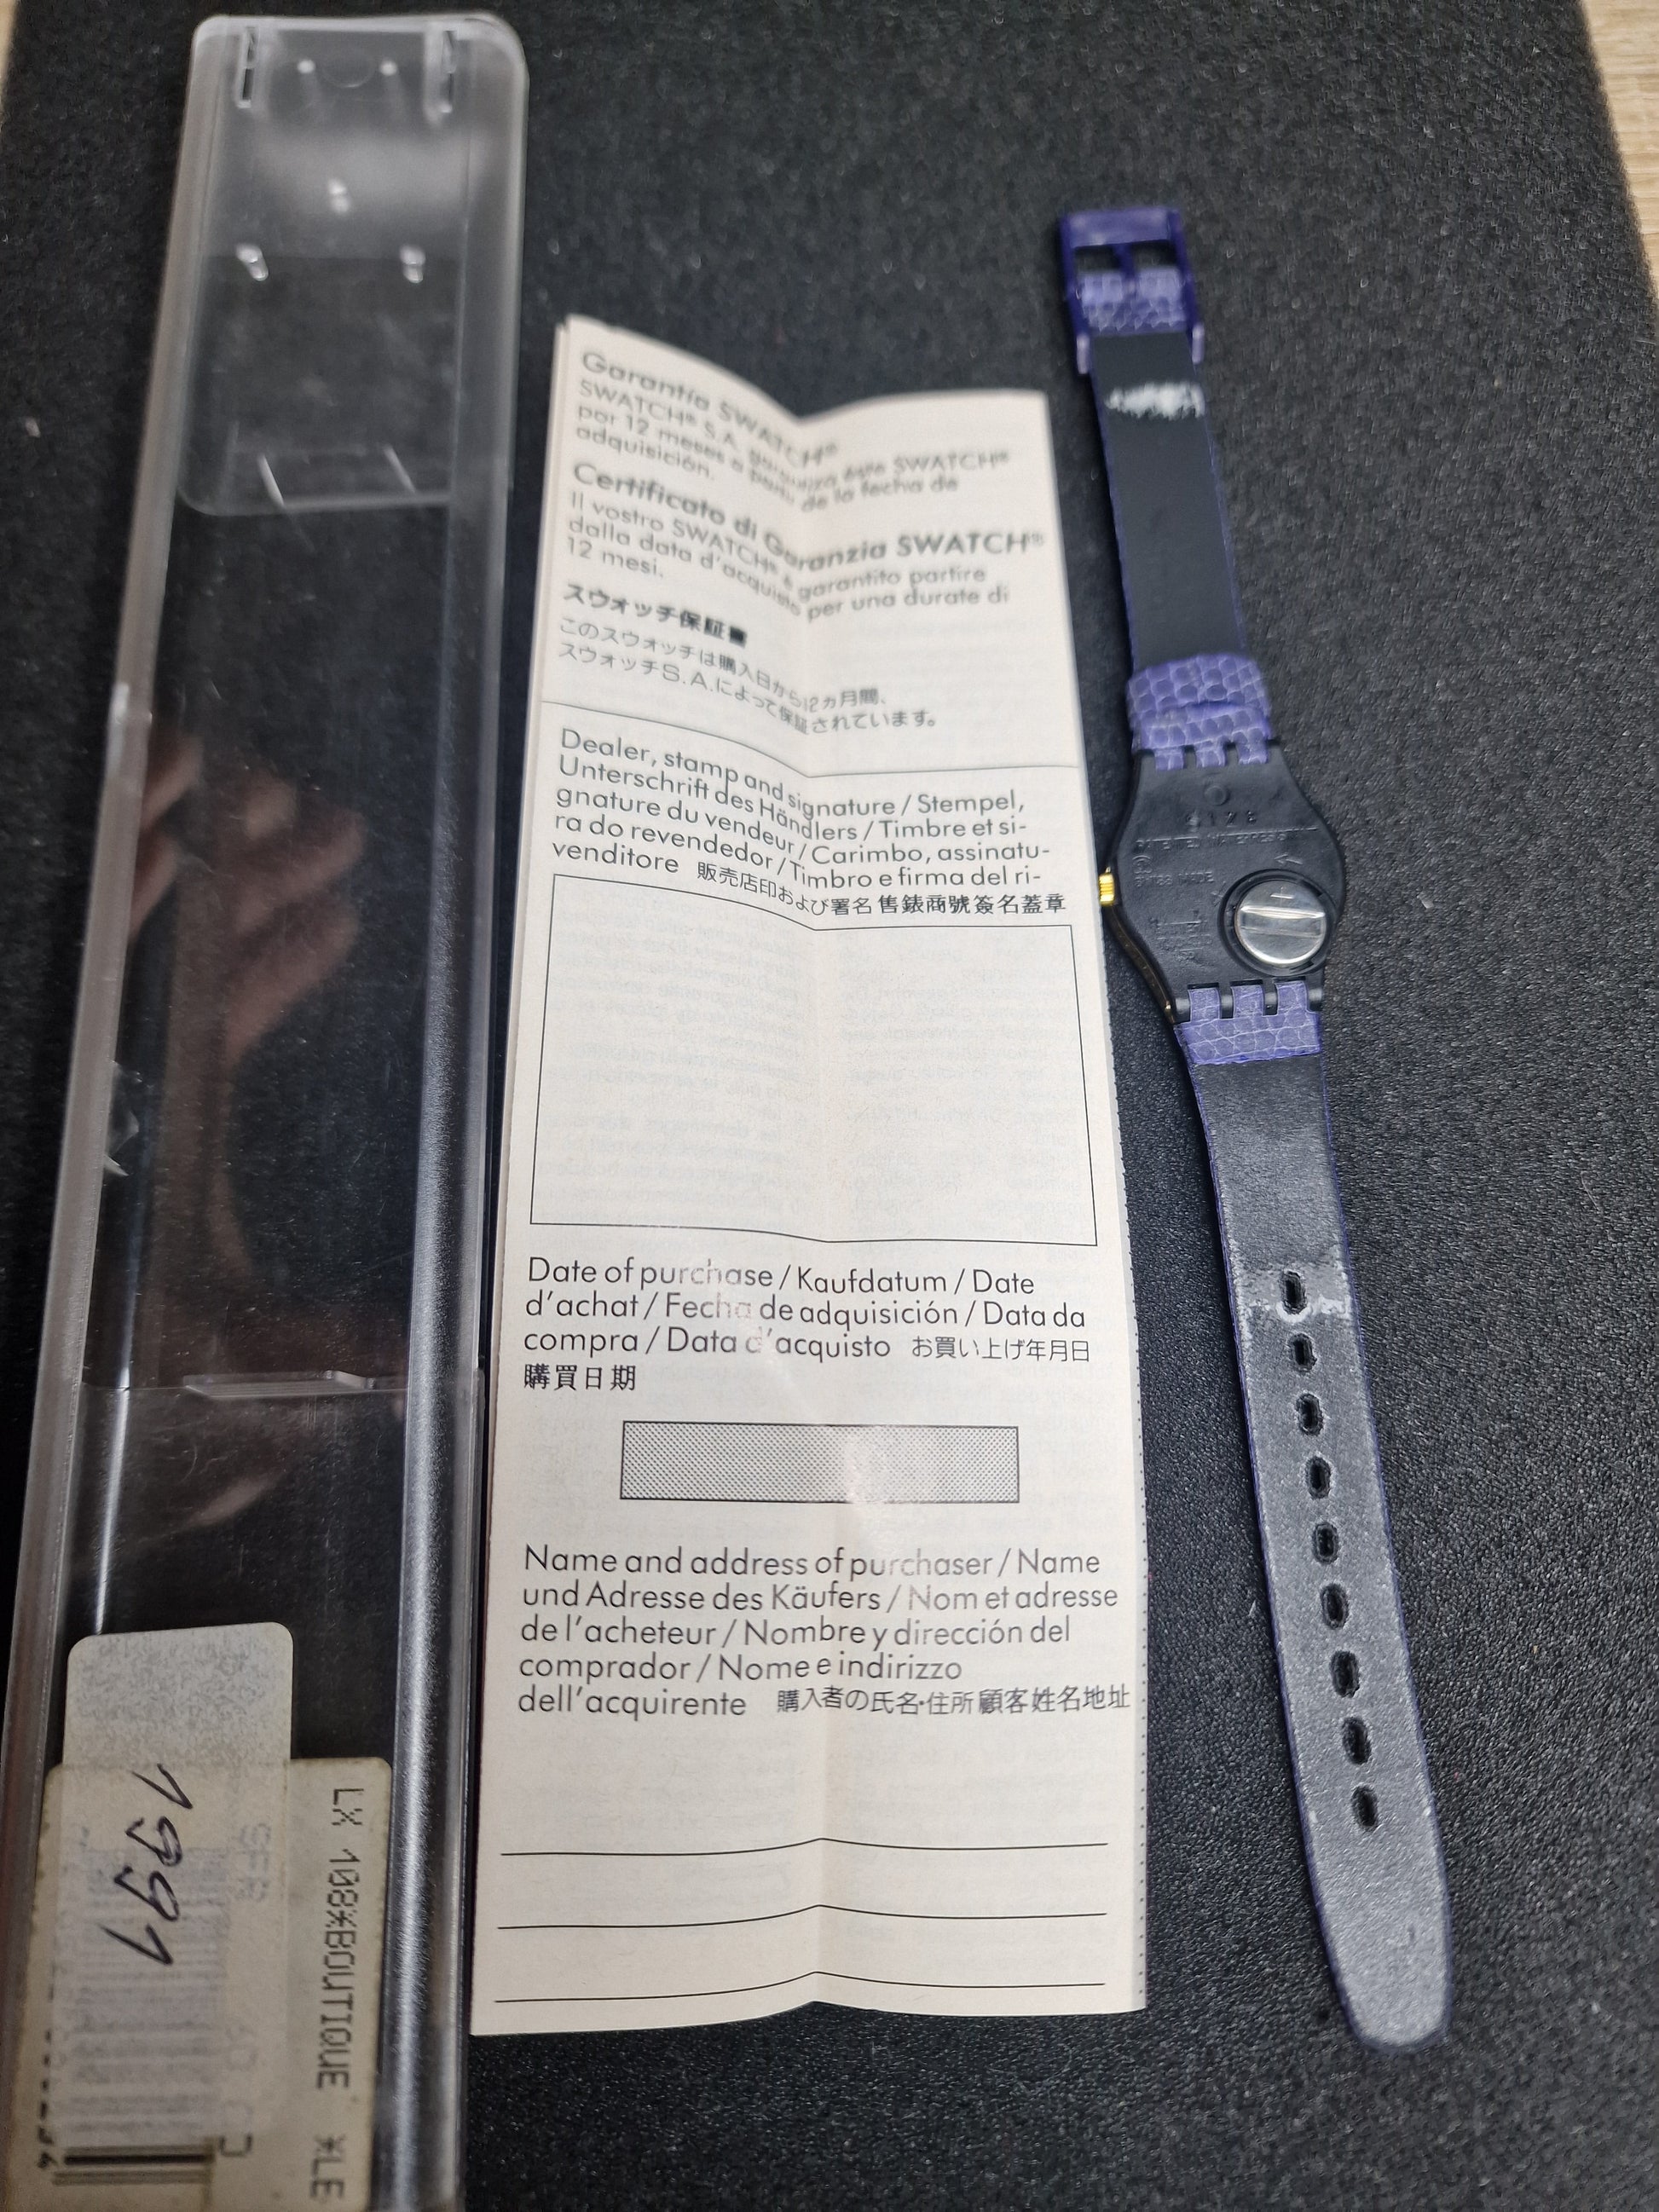 Garantía SWATCH®
SWATCH® S.A. garantiza éste SWATCH®
por 12 meses a partir de la fecha de
adquisición.
Certificato di Garanzia SWATCH®
Il vostro SWATCH® è garantito partire
dalla data d'acquisto per una durate di
12 mesi.
スウォッチ保証書
このスウォッチは購入日から12ヵ月間、
スウォッチS.A.によって保証されています。
Dealer, stamp and signature / Stempel,
Unterschrift des Händlers / Timbre et si-
gnature du vendeur / Carimbo, assinatu-
ra do revendedor / Timbro e firma del ri-
venditore 販売店印および署名 售錶商號簽名蓋章
Date of purchase / Kaufdatum / Date
d'achat / Fecha de adquisición / Data da
compra / Data d'acquisto お買い上げ年月日
購買日期
Name and address of purchaser / Name
und Adresse des Käufers / Nom et adresse
de l'acheteur / Nombre y dirección del
comprador / Nome e indirizzo
dell'acquirente 購入者の氏名・住所 顧客姓名地址
LX 108*BOUTIQUE *LE
SFR
1991